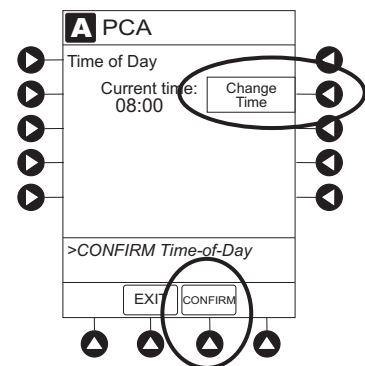 A PCA
Time of Day
Current time:
08:00
Change
Time
>CONFIRM Time-of-Day
EXIT
CONFIRM